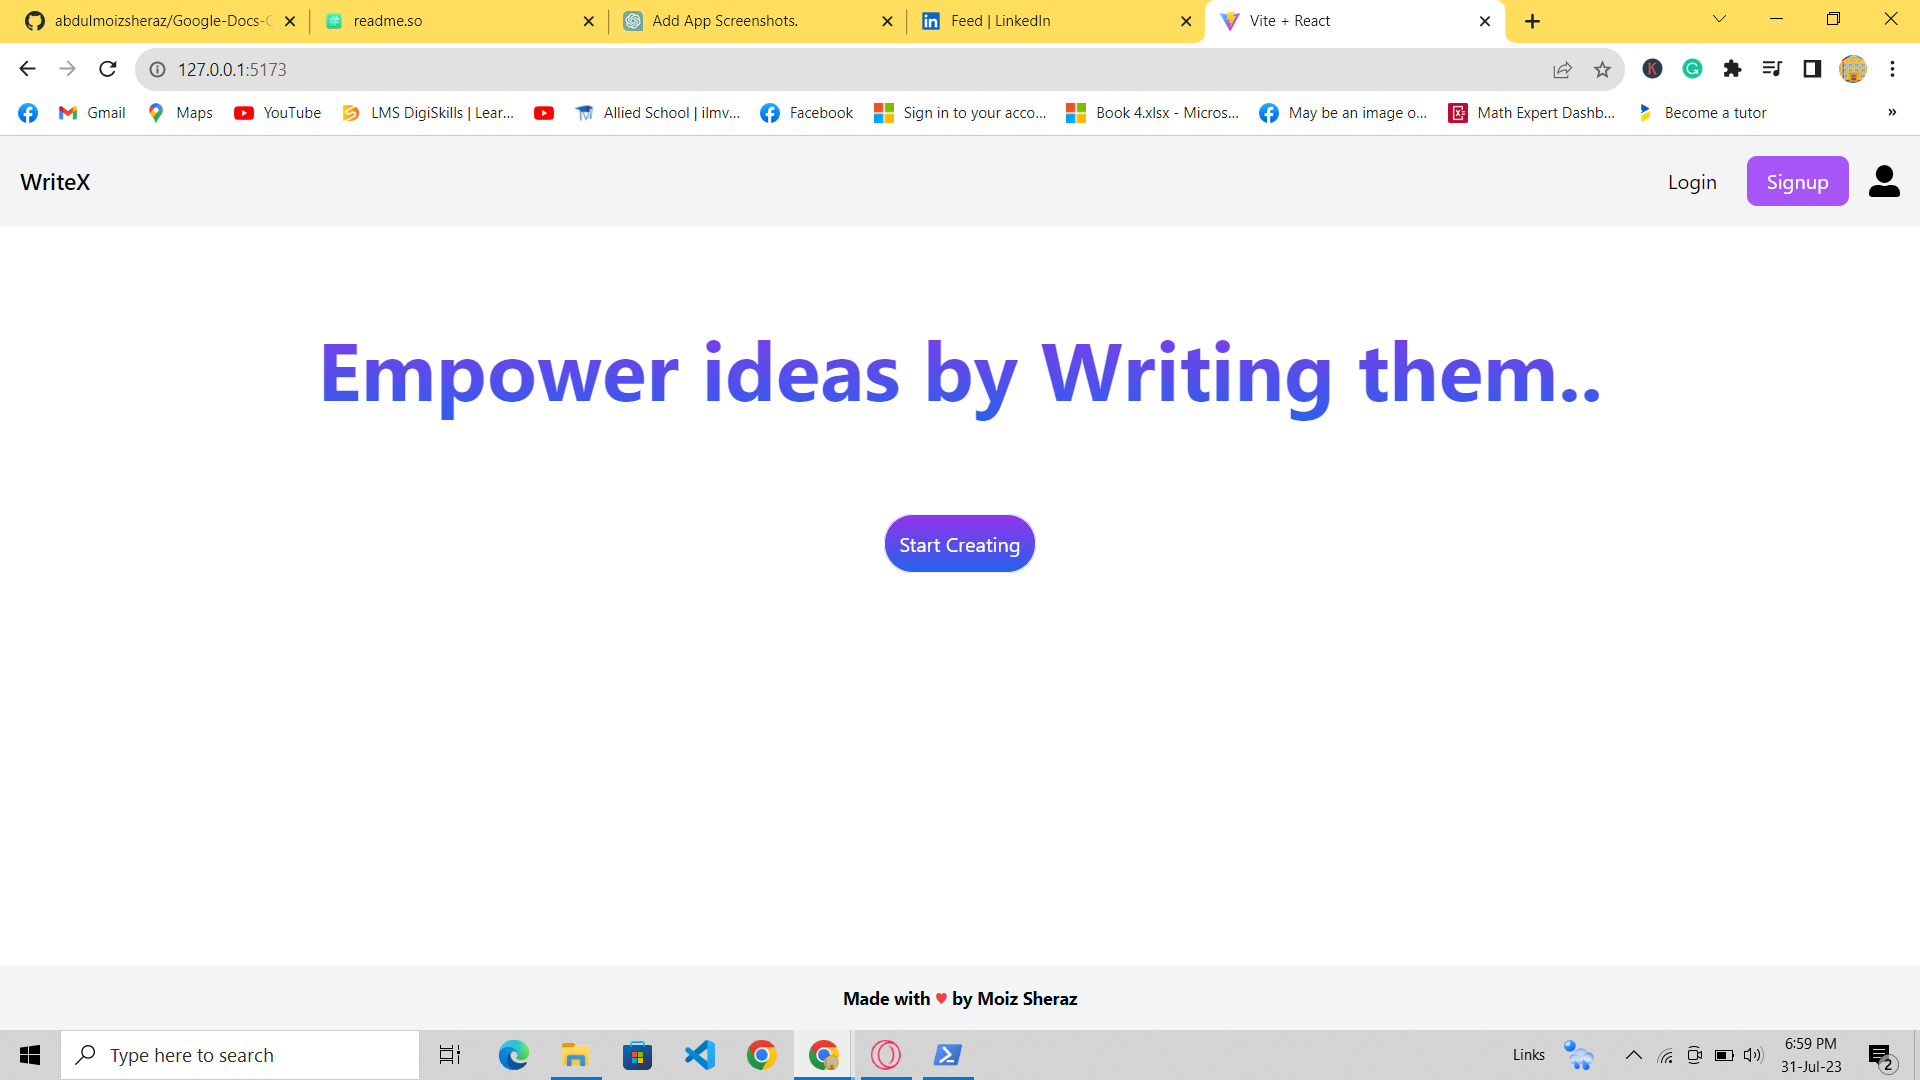 abdulmoizsheraz/Google-Docs-C
readme.so
Add App Screenshots.
Feed | LinkedIn
Vite + React
127.0.0.1:5173
Gmail
Maps
YouTube
LMS DigiSkills | Lear...
Allied School | ilmv...
Facebook
Sign in to your acco...
Book 4.xlsx - Micros...
May be an image o...
Math Expert Dashb...
Become a tutor
»
WriteX
Login
Signup
Empower ideas by Writing them..
Start Creating
Made with ♥ by Moiz Sheraz
Type here to search
Links
6:59 PM
31-Jul-23
2